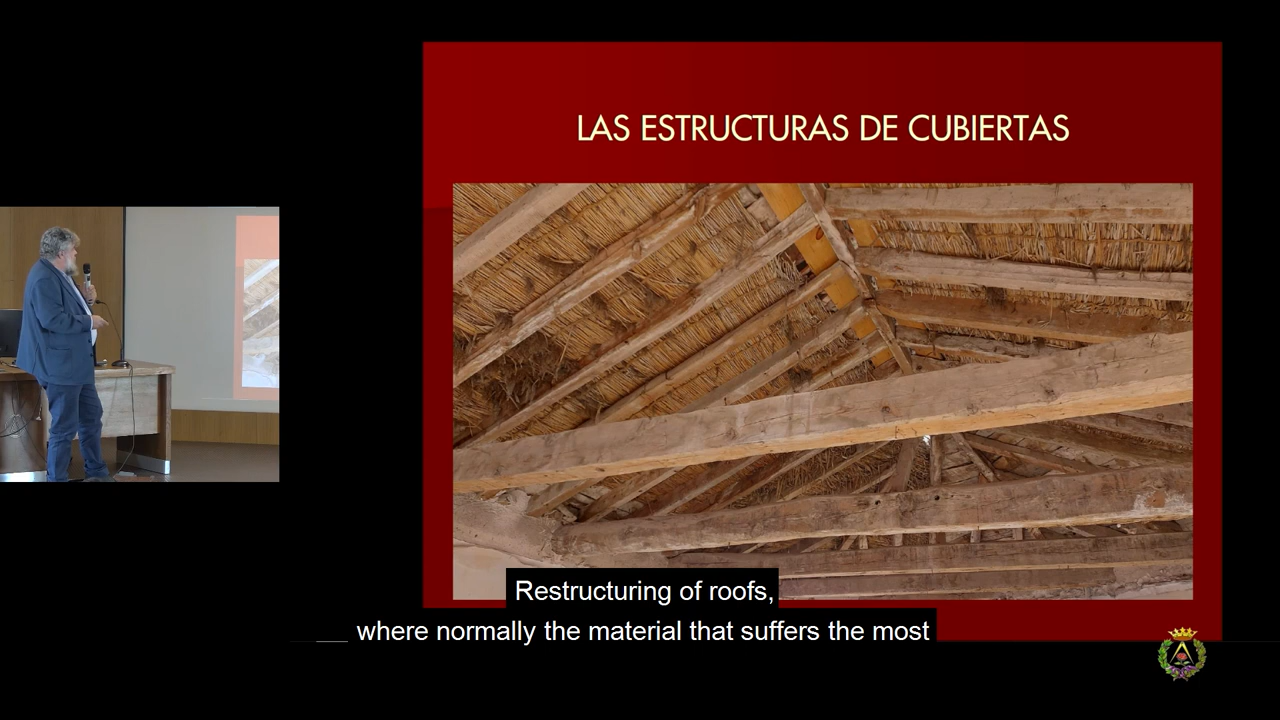 LAS ESTRUCTURAS DE CUBIERTAS
Restructuring of roofs,
where normally the material that suffers the most